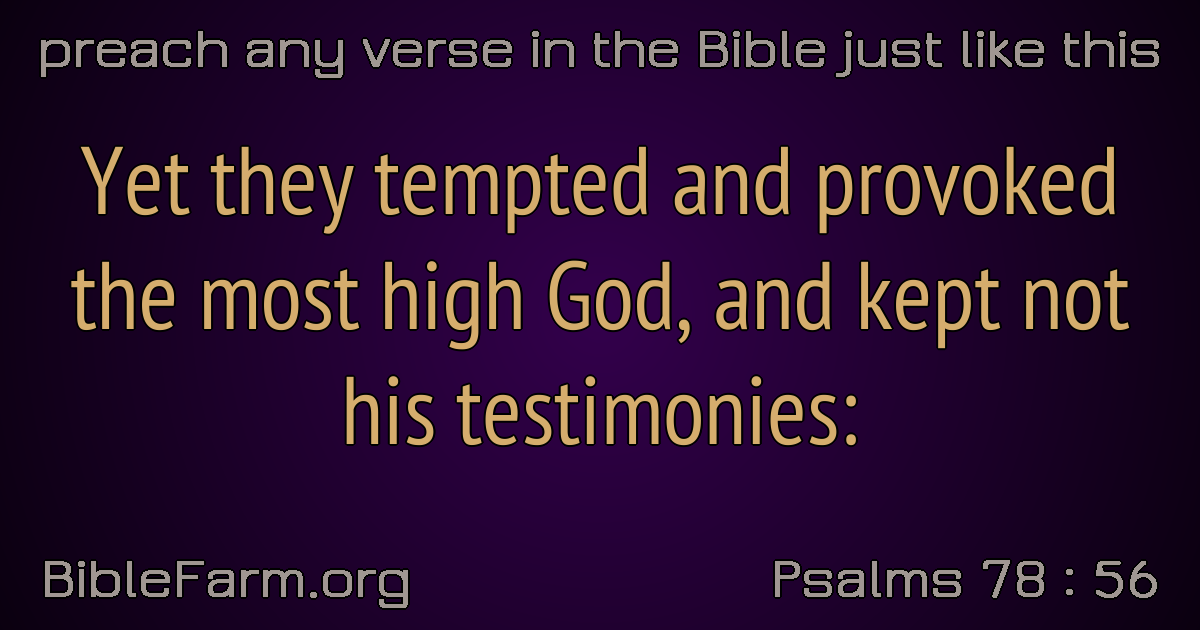 preach any verse in the Bible just like this
Yet they tempted and provoked
the most high God, and kept not
his testimonies:
BibleFarm.org
Psalms 78 : 56